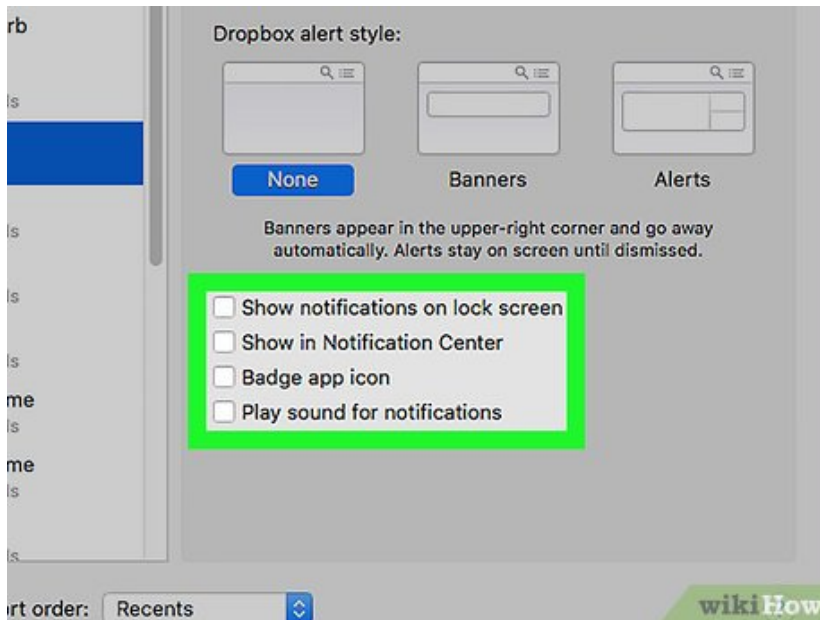 rb
Dropbox alert style:
ls
None
Banners
Alerts
ls
Banners appear in the upper-right corner and go away
automatically. Alerts stay on screen until dismissed.
ls
Show notifications on lock screen
Show in Notification Center
ls
Badge app icon
me
Play sound for notifications
ls
me
ls
ls
rt order: Recents
wikiHow